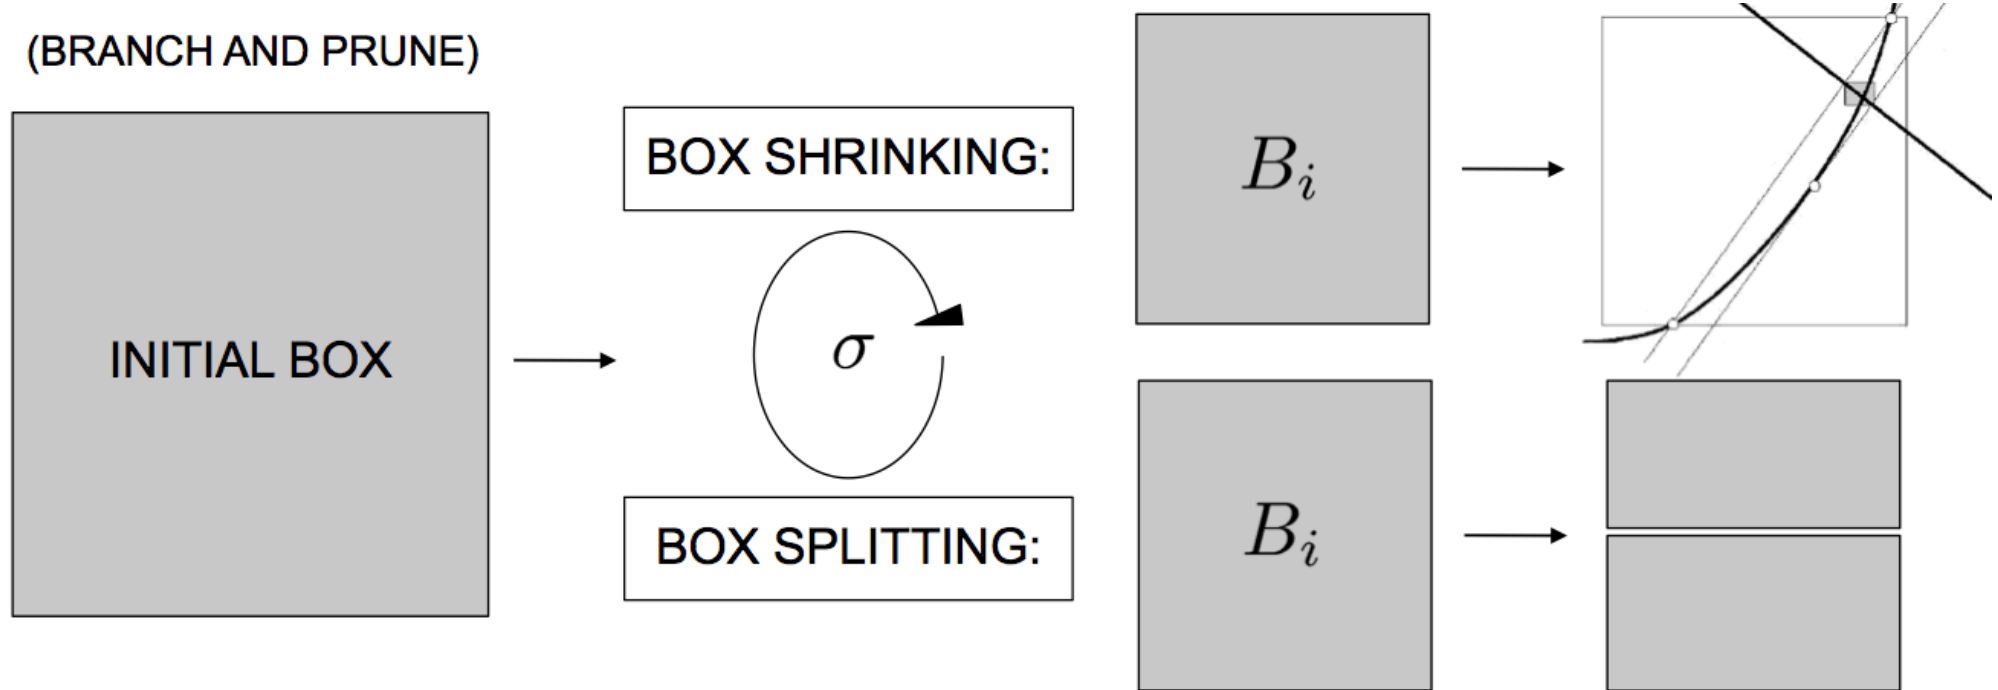 (BRANCH AND PRUNE)
INITIAL BOX
BOX SHRINKING:
σ
BOX SPLITTING:
B_i
B_i